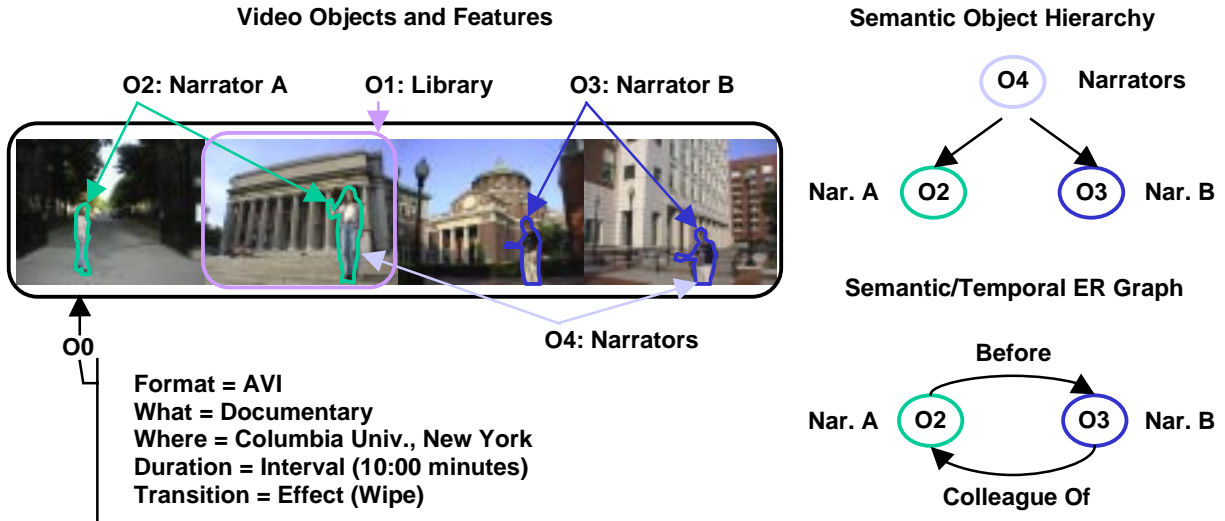 Video Objects and Features
O2: Narrator A
O1: Library
O3: Narrator B
O4: Narrators
O0
Format = AVI
What = Documentary
Where = Columbia Univ., New York
Duration = Interval (10:00 minutes)
Transition = Effect (Wipe)
Semantic Object Hierarchy
O4
Narrators
Nar. A
O2
O3
Nar. B
Semantic/Temporal ER Graph
Before
Nar. A
O2
O3
Nar. B
Colleague Of